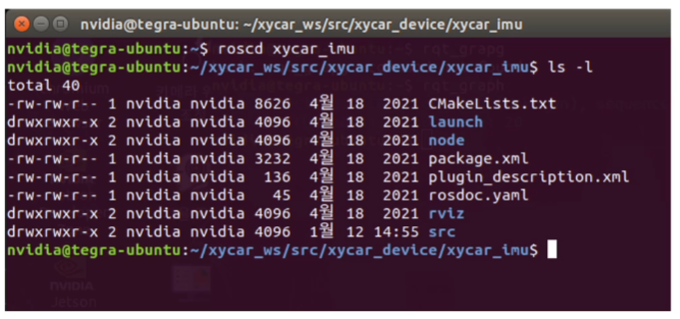 nvidia@tegra-ubuntu: ~/xycar_ws/src/xycar_device/xycar_imu
nvidia@tegra-ubuntu:~$ roscd xycar_imu
nvidia@tegra-ubuntu:~/xycar_ws/src/xycar_device/xycar_imu$ ls -l
total 40
-rw-rw-r-- 1 nvidia nvidia 8626  4월 18  2021 CMakeLists.txt
drwxrwxr-x 2 nvidia nvidia 4096  4월 18  2021 launch
drwxrwxr-x 2 nvidia nvidia 4096  4월 18  2021 node
-rw-rw-r-- 1 nvidia nvidia 3232  4월 18  2021 package.xml
-rw-rw-r-- 1 nvidia nvidia  136  4월 18  2021 plugin_description.xml
-rw-rw-r-- 1 nvidia nvidia   45  4월 18  2021 rosdoc.yaml
drwxrwxr-x 2 nvidia nvidia 4096  4월 18  2021 rviz
drwxrwxr-x 2 nvidia nvidia 4096  1월 12 14:55 src
nvidia@tegra-ubuntu:~/xycar_ws/src/xycar_device/xycar_imu$
NVIDIA
Jetson